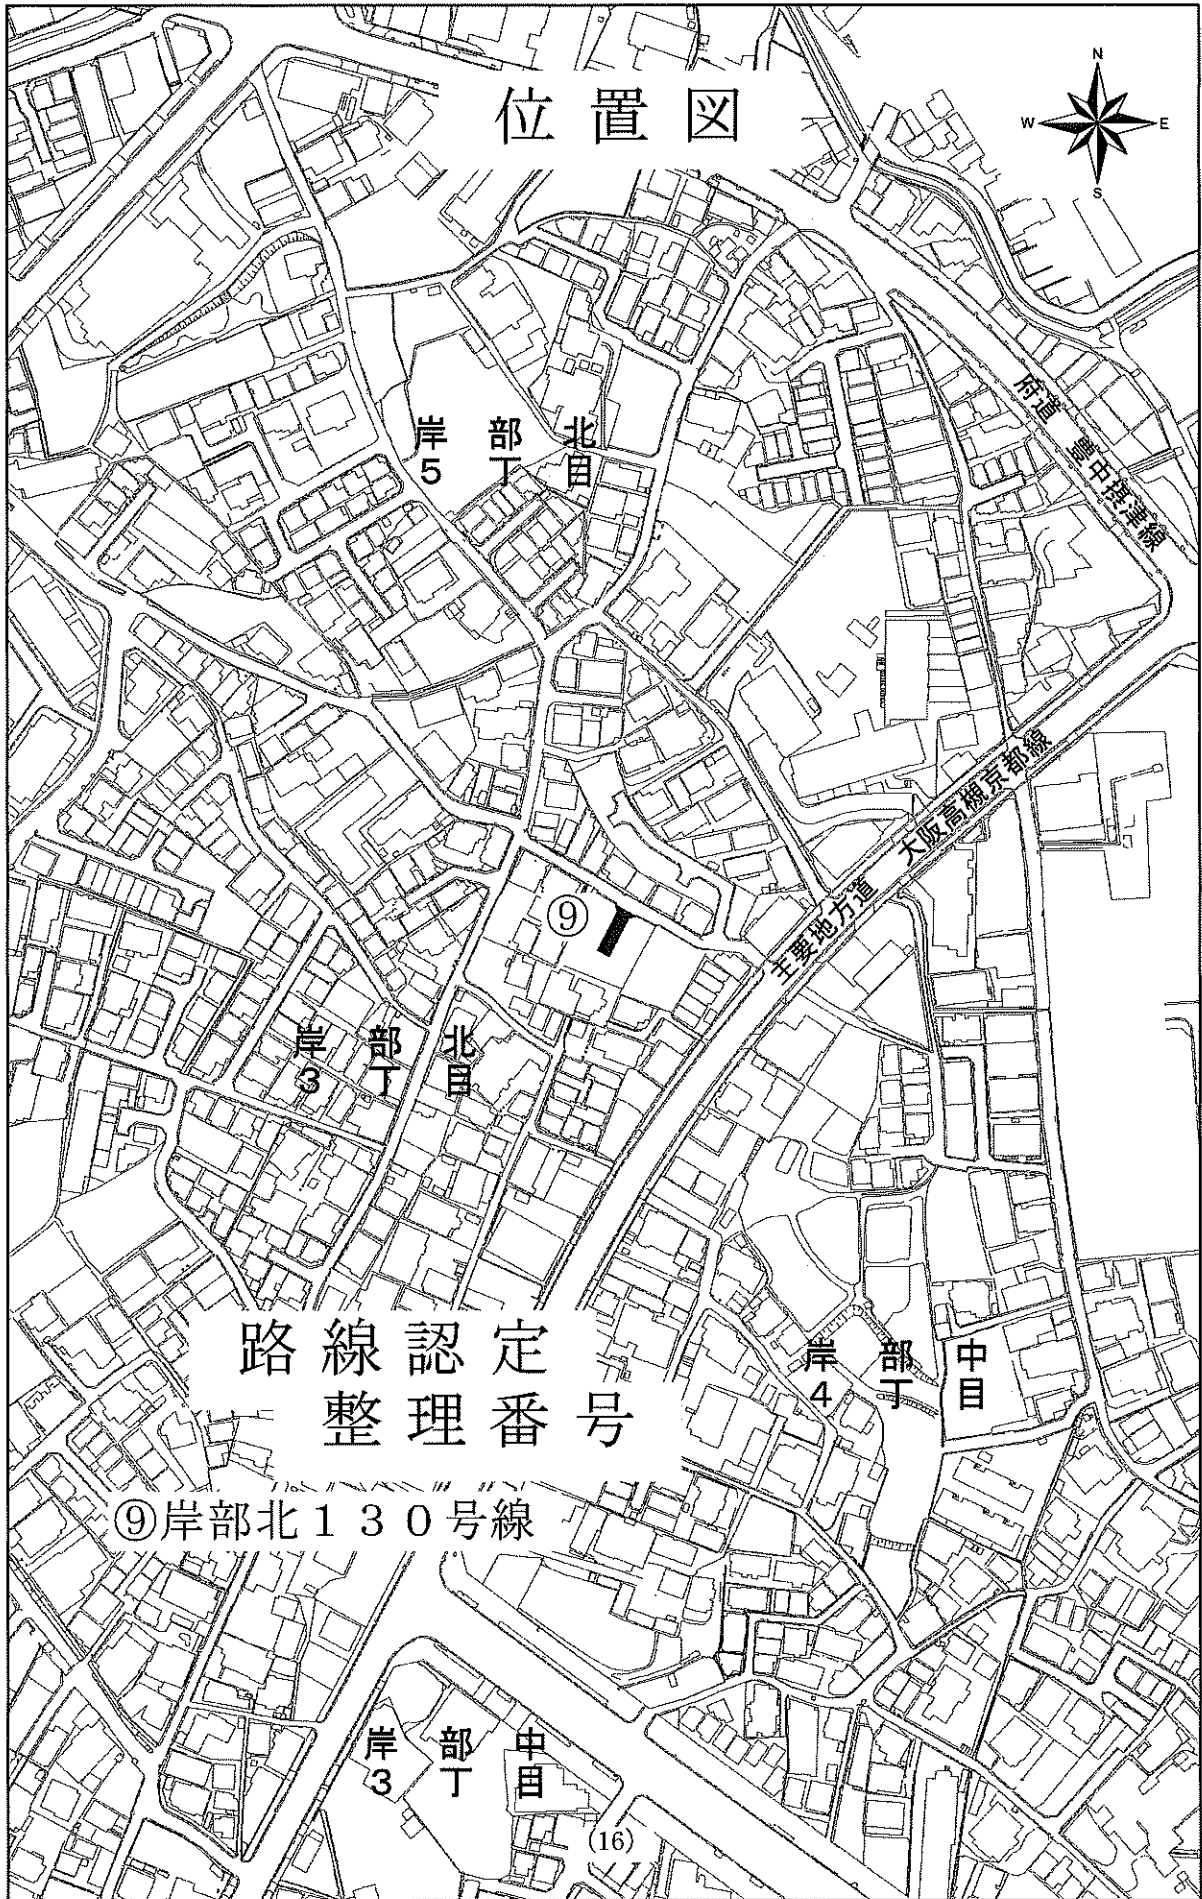 位置図
N
W E
S
府道 豊中摂津線
岸部北
5丁目
大阪高槻京都線
主要地方道
⑨
岸部北
3丁目
路線認定
整理番号
岸部中
4丁目
⑨岸部北130号線
岸部中
3丁目
(16)